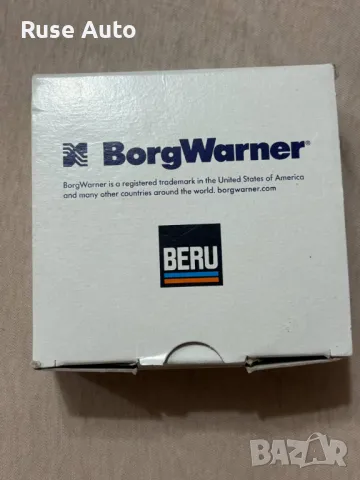 Ruse Auto
BorgWarner®
BorgWarner is a registered trademark in the United States of America
and many other countries around the world. borgwarner.com
BERU
BAZAR
bg